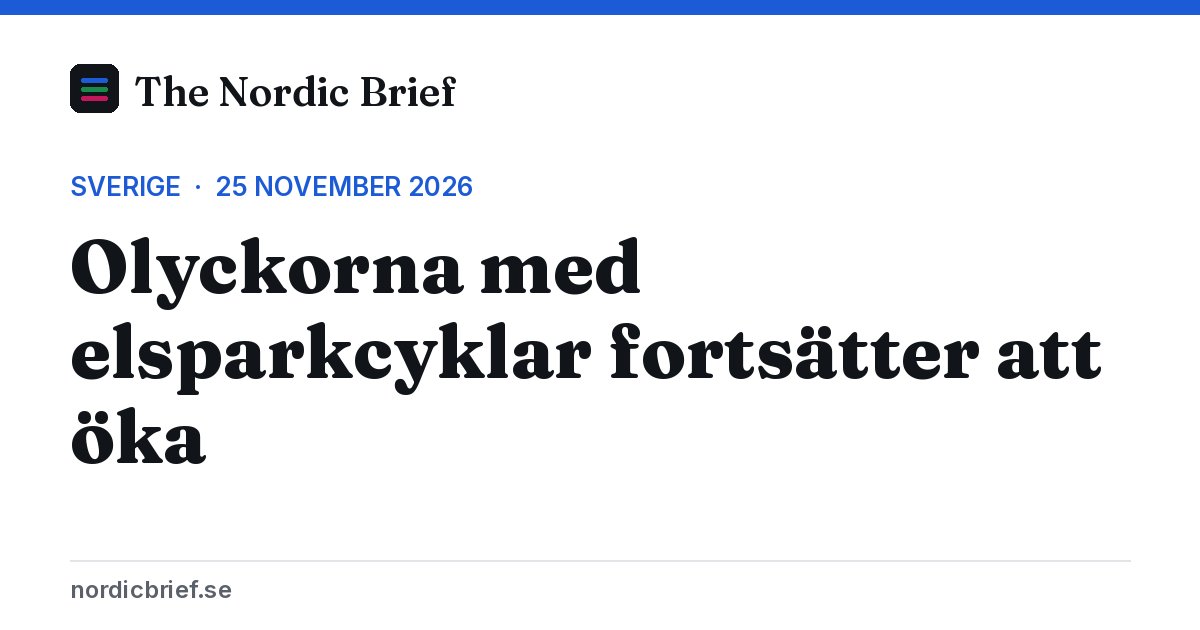 The Nordic Brief
SVERIGE · 25 NOVEMBER 2026
Olyckorna med
elsparkcyklar fortsätter att
öka
nordicbrief.se